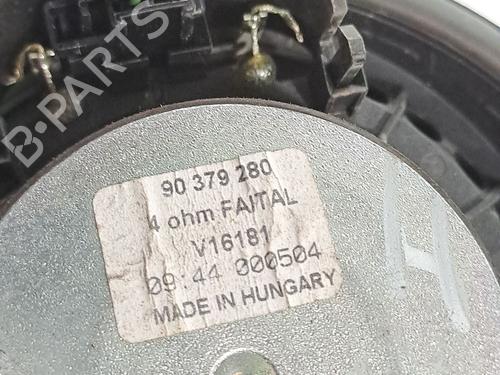 B-PARTS
90 379 280
4 ohm FAITAL
V16181
09:44 000504
MADE IN HUNGARY
H